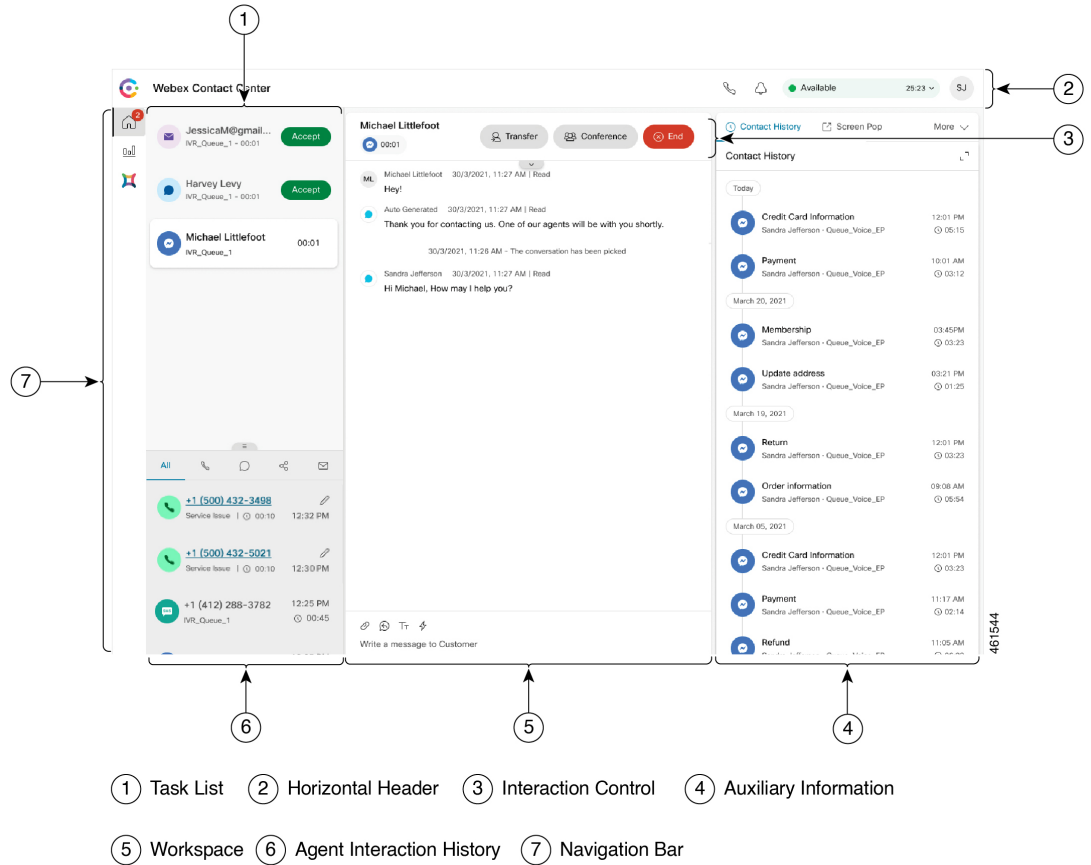 1
Webex Contact Center
Available
25:23
SJ
2
2
JessicaM@gmail...
IVR_Queue_1 - 00:01
Accept
Harvey Levy
IVR_Queue_1 - 00:01
Accept
Michael Littlefoot
IVR_Queue_1
00:01
Michael Littlefoot
00:01
Transfer
Conference
End
3
ML
Michael Littlefoot 30/3/2021, 11:27 AM | Read
Hey!
Auto Generated 30/3/2021, 11:27 AM | Read
Thank you for contacting us. One of our agents will be with you shortly.
30/3/2021, 11:26 AM - The conversation has been picked
Sandra Jefferson 30/3/2021, 11:27 AM | Read
Hi Michael, How may I help you?
Contact History
Screen Pop
More
Contact History
Today
Credit Card Information 12:01 PM
Sandra Jefferson - Queue_Voice_EP 05:15
Payment 10:01 AM
Sandra Jefferson - Queue_Voice_EP 03:12
March 20, 2021
Membership 03:45PM
Sandra Jefferson - Queue_Voice_EP 03:23
Update address 03:21 PM
Sandra Jefferson - Queue_Voice_EP 01:25
March 19, 2021
Return 12:01 PM
Sandra Jefferson - Queue_Voice_EP 03:23
Order information 09:08 AM
Sandra Jefferson - Queue_Voice_EP 05:54
March 05, 2021
Credit Card Information 12:01 PM
Sandra Jefferson - Queue_Voice_EP 03:23
Payment 11:17 AM
Sandra Jefferson - Queue_Voice_EP 02:14
Refund 11:05 AM
7
All
+1 (500) 432-3498
Service Issue | 00:10 12:32 PM
+1 (500) 432-5021
Service Issue | 00:10 12:30 PM
+1 (412) 288-3782 12:25 PM
IVR_Queue_1 00:45
Tт
Write a message to Customer
461544
6
5
4
1 Task List
2 Horizontal Header
3 Interaction Control
4 Auxiliary Information
5 Workspace
6 Agent Interaction History
7 Navigation Bar